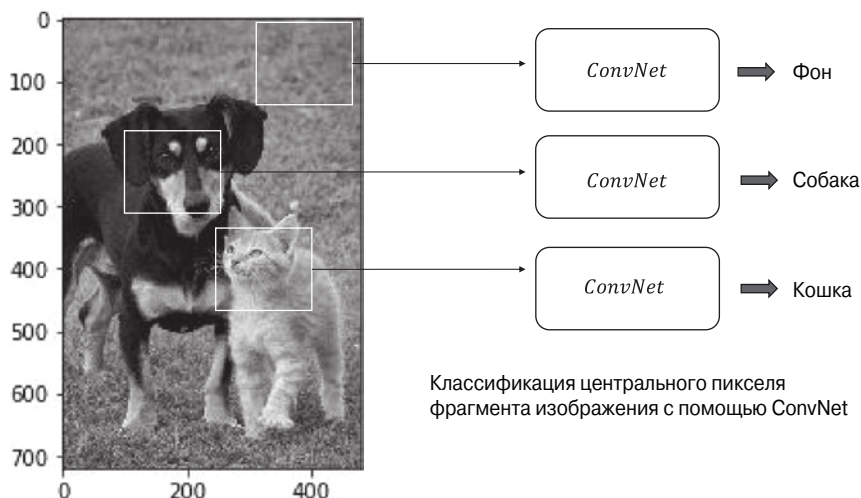 0
100
200
300
400
500
600
700
0 200 400
ConvNet
Фон
ConvNet
Собака
ConvNet
Кошка
Классификация центрального пикселя
фрагмента изображения с помощью ConvNet